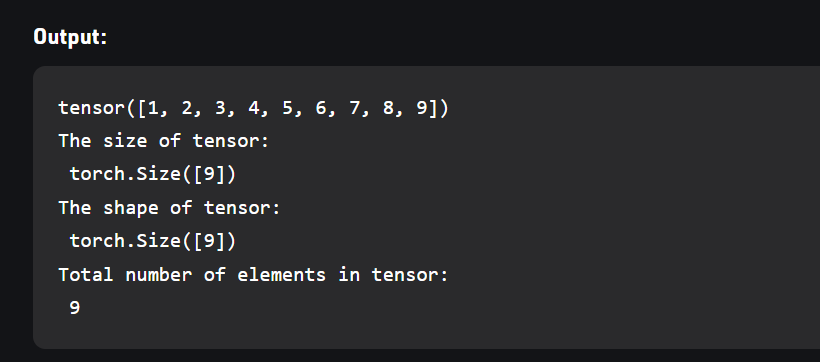 Output:
tensor([1, 2, 3, 4, 5, 6, 7, 8, 9])
The size of tensor:
 torch.Size([9])
The shape of tensor:
 torch.Size([9])
Total number of elements in tensor:
 9